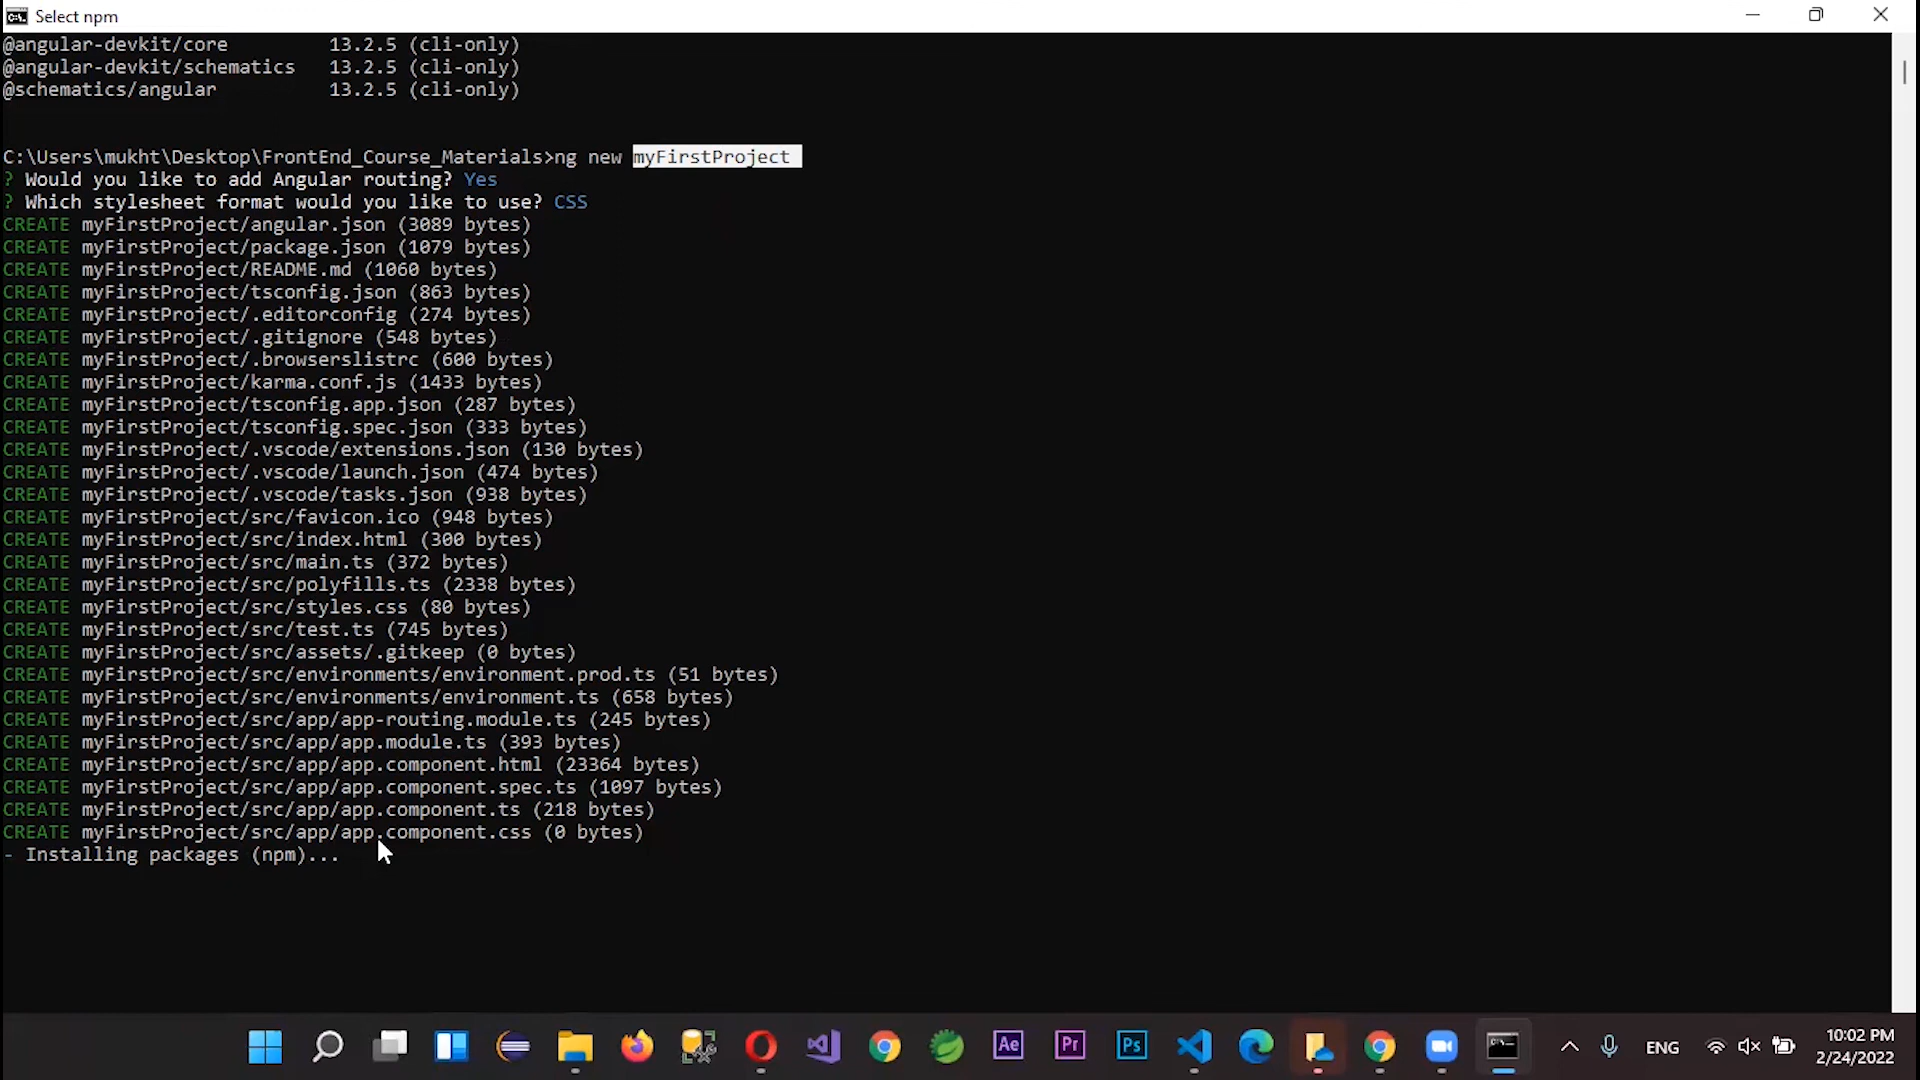 Select npm
@angular-devkit/core 13.2.5 (cli-only)
@angular-devkit/schematics 13.2.5 (cli-only)
@schematics/angular 13.2.5 (cli-only)
C:\Users\mukht\Desktop\FrontEnd_Course_Materials>ng new myFirstProject
? Would you like to add Angular routing? Yes
? Which stylesheet format would you like to use? CSS
CREATE myFirstProject/angular.json (3089 bytes)
CREATE myFirstProject/package.json (1079 bytes)
CREATE myFirstProject/README.md (1060 bytes)
CREATE myFirstProject/tsconfig.json (863 bytes)
CREATE myFirstProject/.editorconfig (274 bytes)
CREATE myFirstProject/.gitignore (548 bytes)
CREATE myFirstProject/.browserslistrc (600 bytes)
CREATE myFirstProject/karma.conf.js (1433 bytes)
CREATE myFirstProject/tsconfig.app.json (287 bytes)
CREATE myFirstProject/tsconfig.spec.json (333 bytes)
CREATE myFirstProject/.vscode/extensions.json (130 bytes)
CREATE myFirstProject/.vscode/launch.json (474 bytes)
CREATE myFirstProject/.vscode/tasks.json (938 bytes)
CREATE myFirstProject/src/favicon.ico (948 bytes)
CREATE myFirstProject/src/index.html (300 bytes)
CREATE myFirstProject/src/main.ts (372 bytes)
CREATE myFirstProject/src/polyfills.ts (2338 bytes)
CREATE myFirstProject/src/styles.css (80 bytes)
CREATE myFirstProject/src/test.ts (745 bytes)
CREATE myFirstProject/src/assets/.gitkeep (0 bytes)
CREATE myFirstProject/src/environments/environment.prod.ts (51 bytes)
CREATE myFirstProject/src/environments/environment.ts (658 bytes)
CREATE myFirstProject/src/app/app-routing.module.ts (245 bytes)
CREATE myFirstProject/src/app/app.module.ts (393 bytes)
CREATE myFirstProject/src/app/app.component.html (23364 bytes)
CREATE myFirstProject/src/app/app.component.spec.ts (1097 bytes)
CREATE myFirstProject/src/app/app.component.ts (218 bytes)
CREATE myFirstProject/src/app/app.component.css (0 bytes)
- Installing packages (npm)...
Ae
Pr
Ps
ENG
10:02 PM
2/24/2022